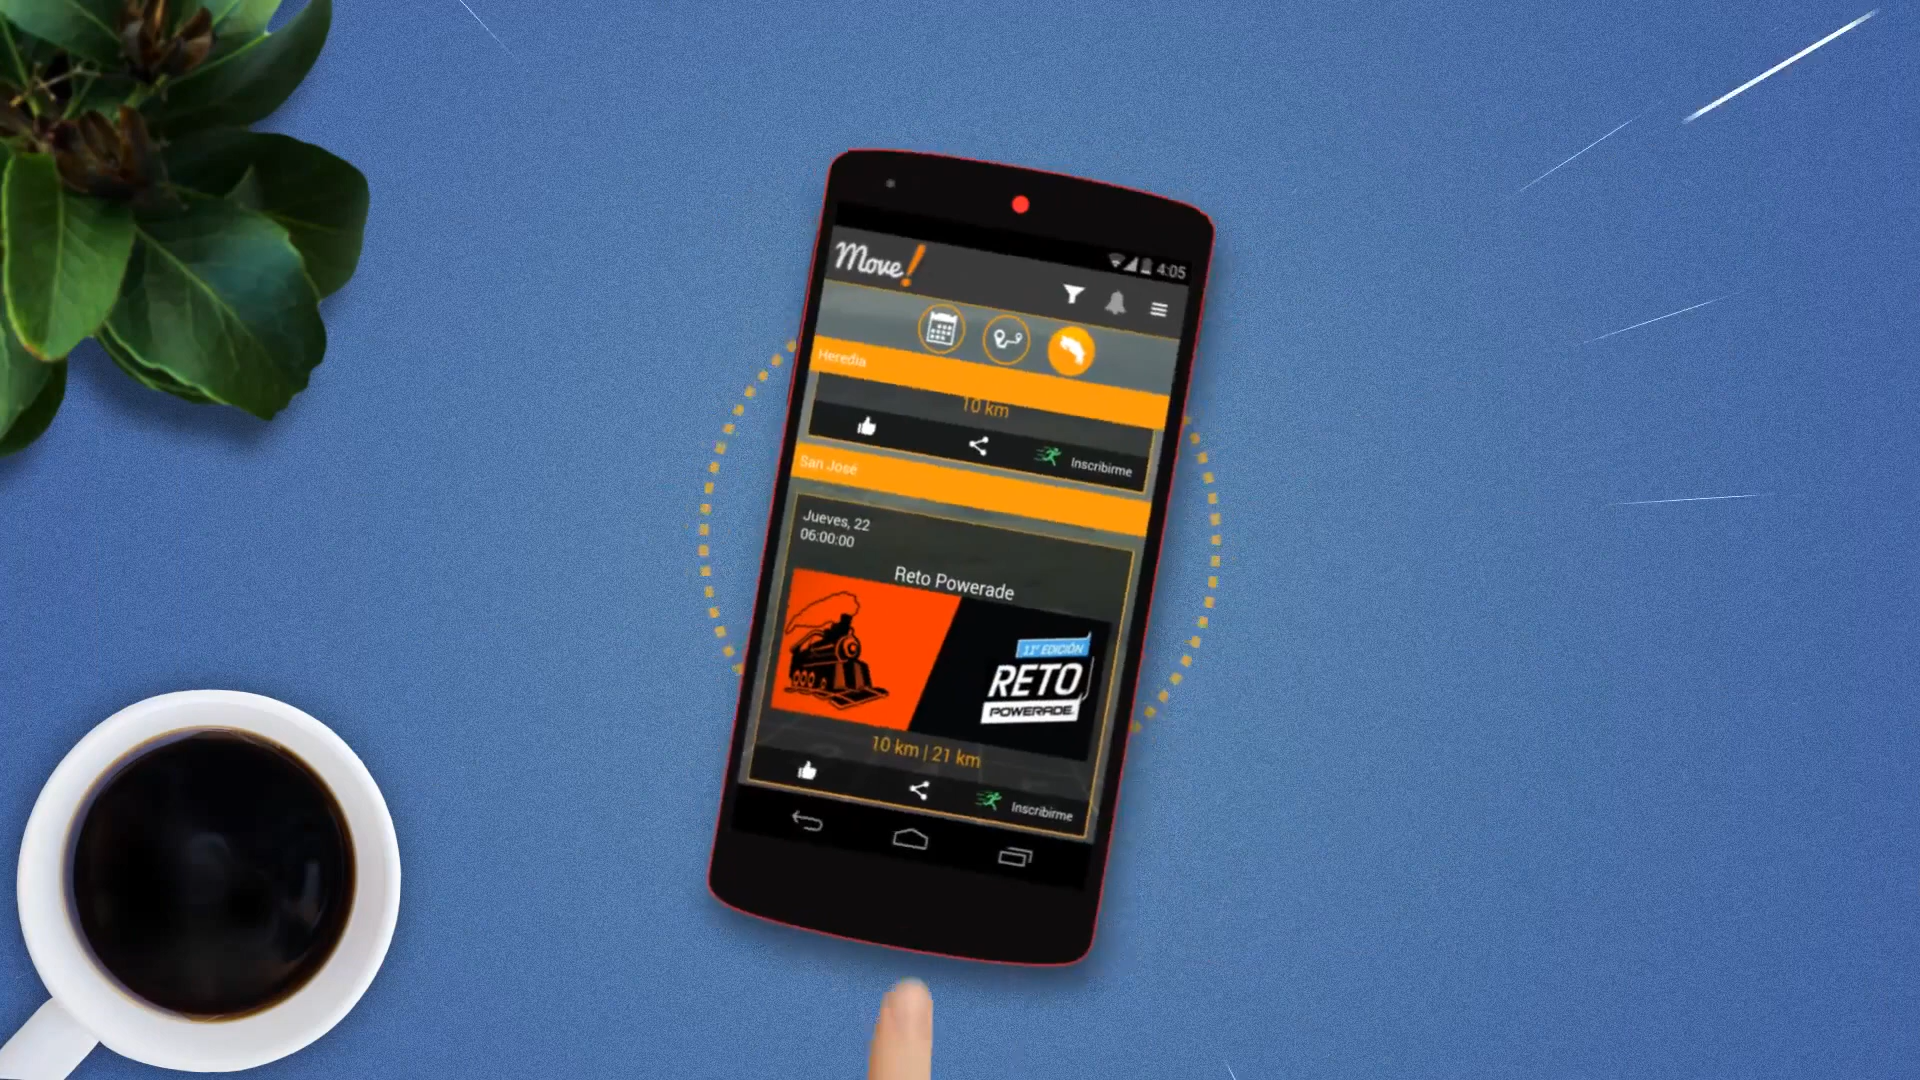 4:05
Move!
Heredia
10 km
Inscribirme
San José
Jueves, 22
06:00:00
Reto Powerade
11ª EDICIÓN
RETO
POWERADE
10 km | 21 km
Inscribirme